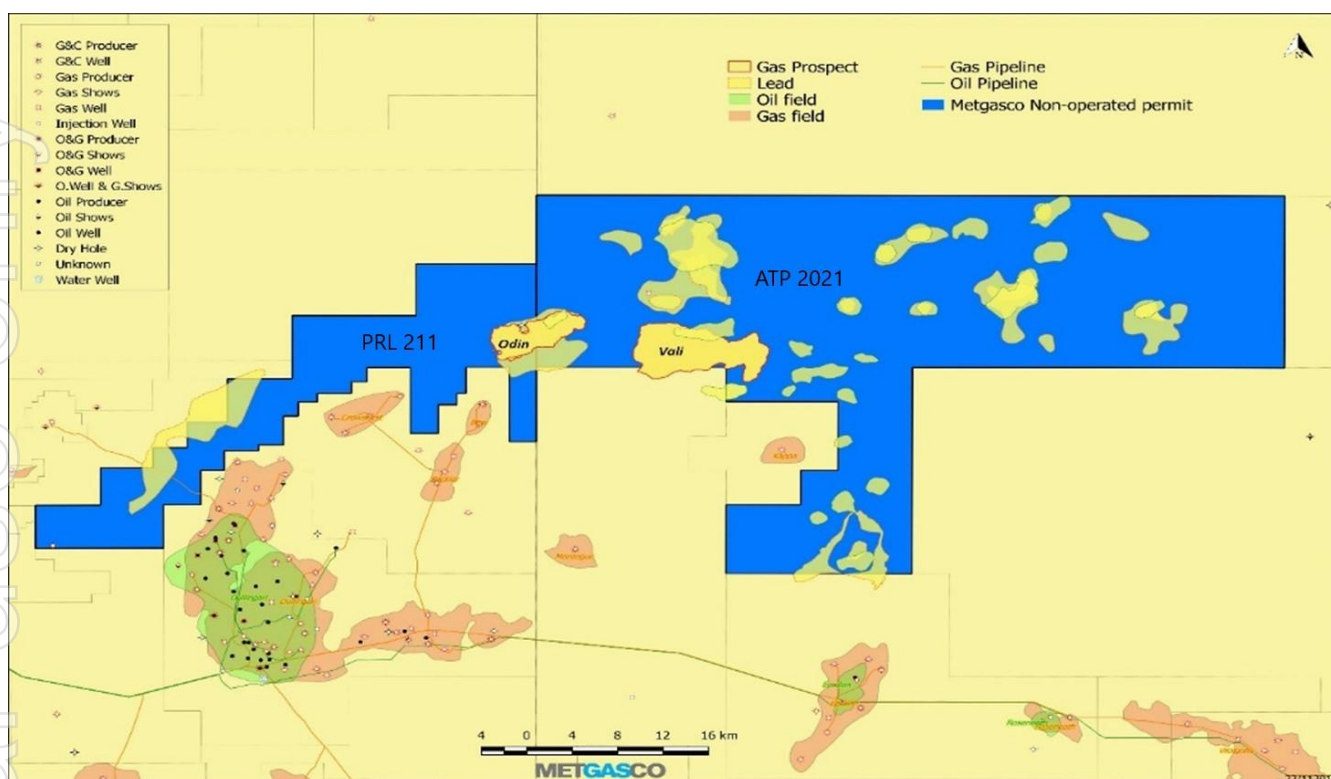 G&C Producer
G&C Well
Gas Producer
Gas Shows
Gas Well
Injection Well
O&G Producer
O&G Shows
O&G Well
O.Well & G.Shows
Oil Producer
Oil Shows
Oil Well
Dry Hole
Unknown
Water Well
Gas Prospect
Lead
Oil field
Gas field
Gas Pipeline
Oil Pipeline
Metgasco Non-operated permit
N
ATP 2021
PRL 211
Odin
Vali
Kappa
Epsilon
4 0 4 8 12 16 km
METGASCO